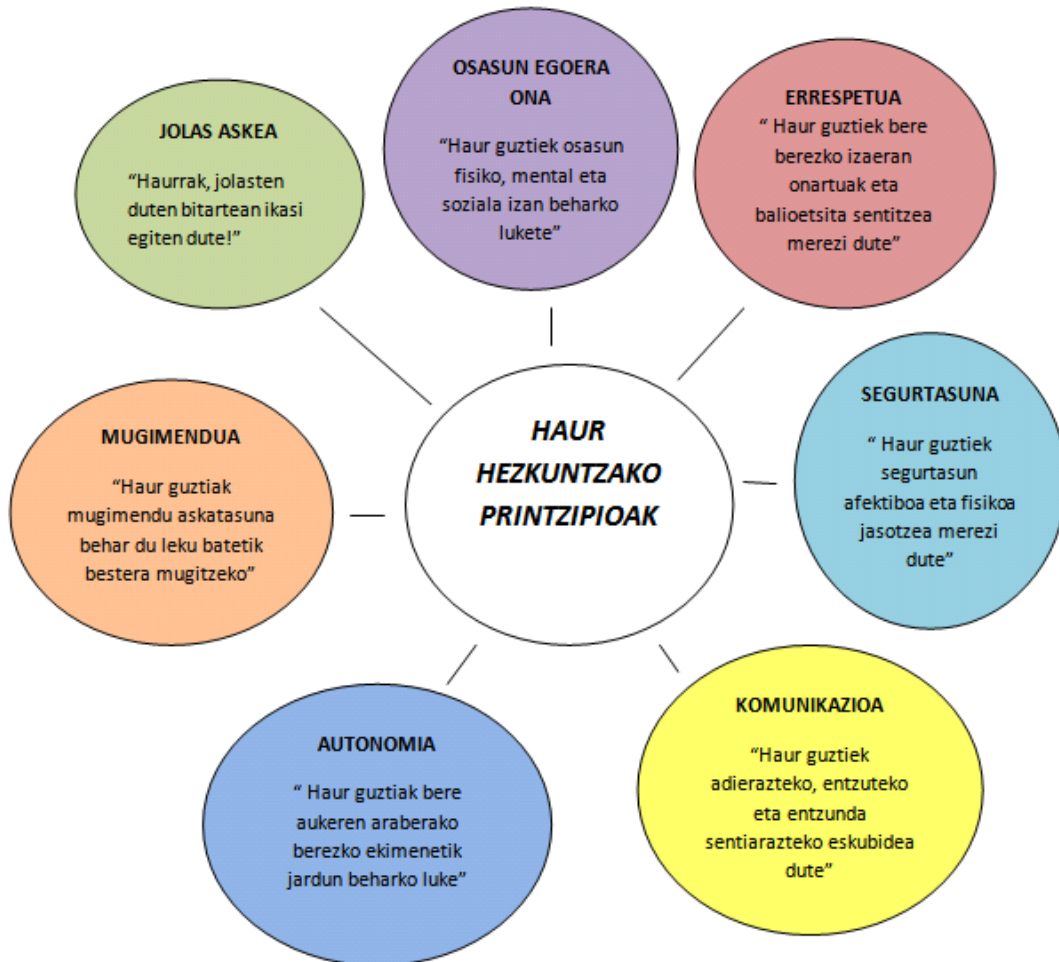 JOLAS ASKEA
“Haurrak, jolasten
duten bitartean ikasi
egiten dute!”
OSASUN EGOERA
ONA
“Haur guztiek osasun
fisiko, mental eta
soziala izan beharko
lukete”
ERRESPETUA
“ Haur guztiek bere
berezko izaeran
onartuak eta
balioetsita sentitzea
merezi dute”
MUGIMENDUA
“Haur guztiak
mugimendu askatasuna
behar du leku batetik
bestera mugitzeko”
HAUR
HEZKUNTZAKO
PRINTZIPIOAK
SEGURTASUNA
“ Haur guztiek
segurtasun
afektiboa eta fisikoa
jasotzea merezi
dute”
AUTONOMIA
“ Haur guztiak bere
aukeren araberako
berezko ekimenetik
jardun beharko luke”
KOMUNIKAZIOA
“Haur guztiek
adierazteko, entzuteko
eta entzunda
sentiarazteko eskubidea
dute”